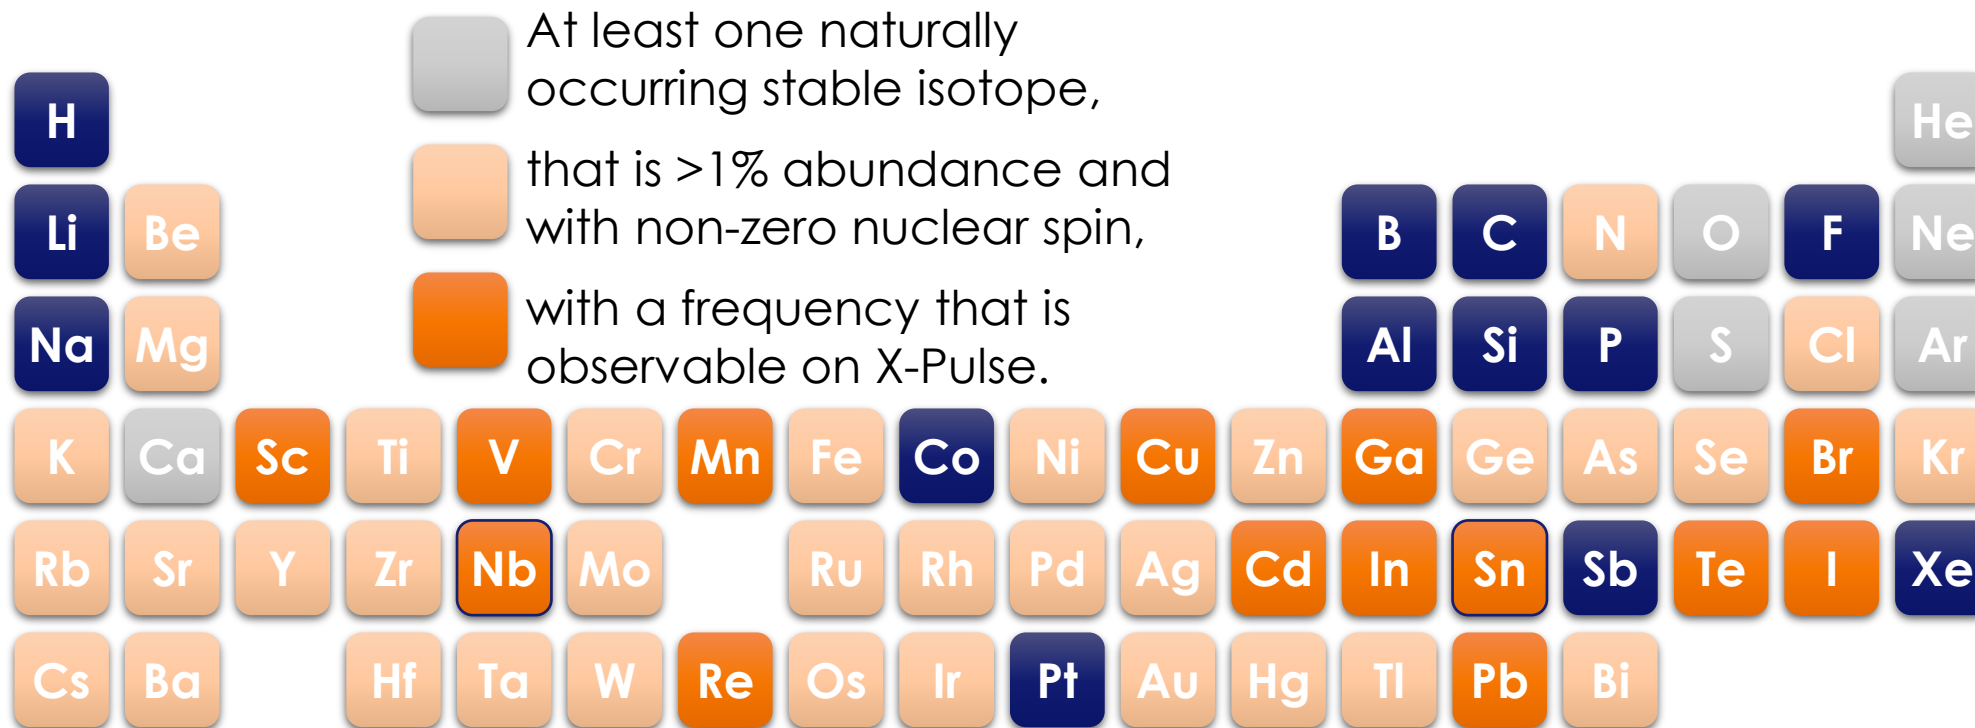 At least one naturally
occurring stable isotope,
that is >1% abundance and
with non-zero nuclear spin,
with a frequency that is
observable on X-Pulse.
H He
Li Be B C N O F Ne
Na Mg Al Si P S Cl Ar
K Ca Sc Ti V Cr Mn Fe Co Ni Cu Zn Ga Ge As Se Br Kr
Rb Sr Y Zr Nb Mo Ru Rh Pd Ag Cd In Sn Sb Te I Xe
Cs Ba Hf Ta W Re Os Ir Pt Au Hg Tl Pb Bi